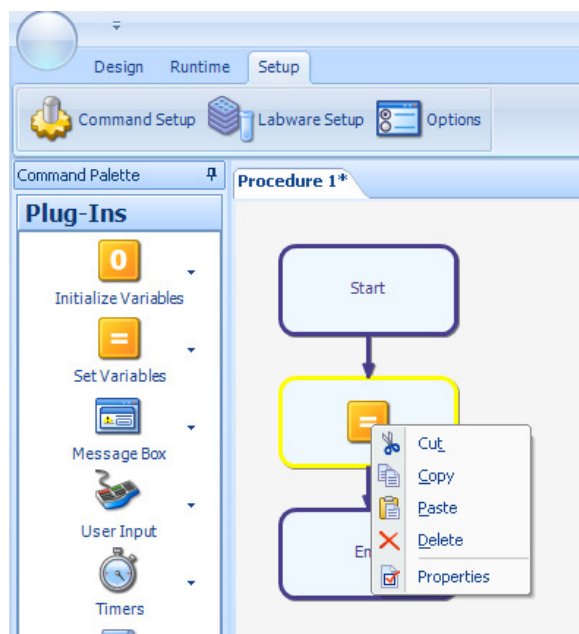 Design Runtime Setup
Command Setup Labware Setup Options
Command Palette
Procedure 1*
Plug-Ins
0
Initialize Variables
=
Set Variables
Message Box
User Input
Timers
Start
=
Cut
Copy
Paste
Delete
Properties